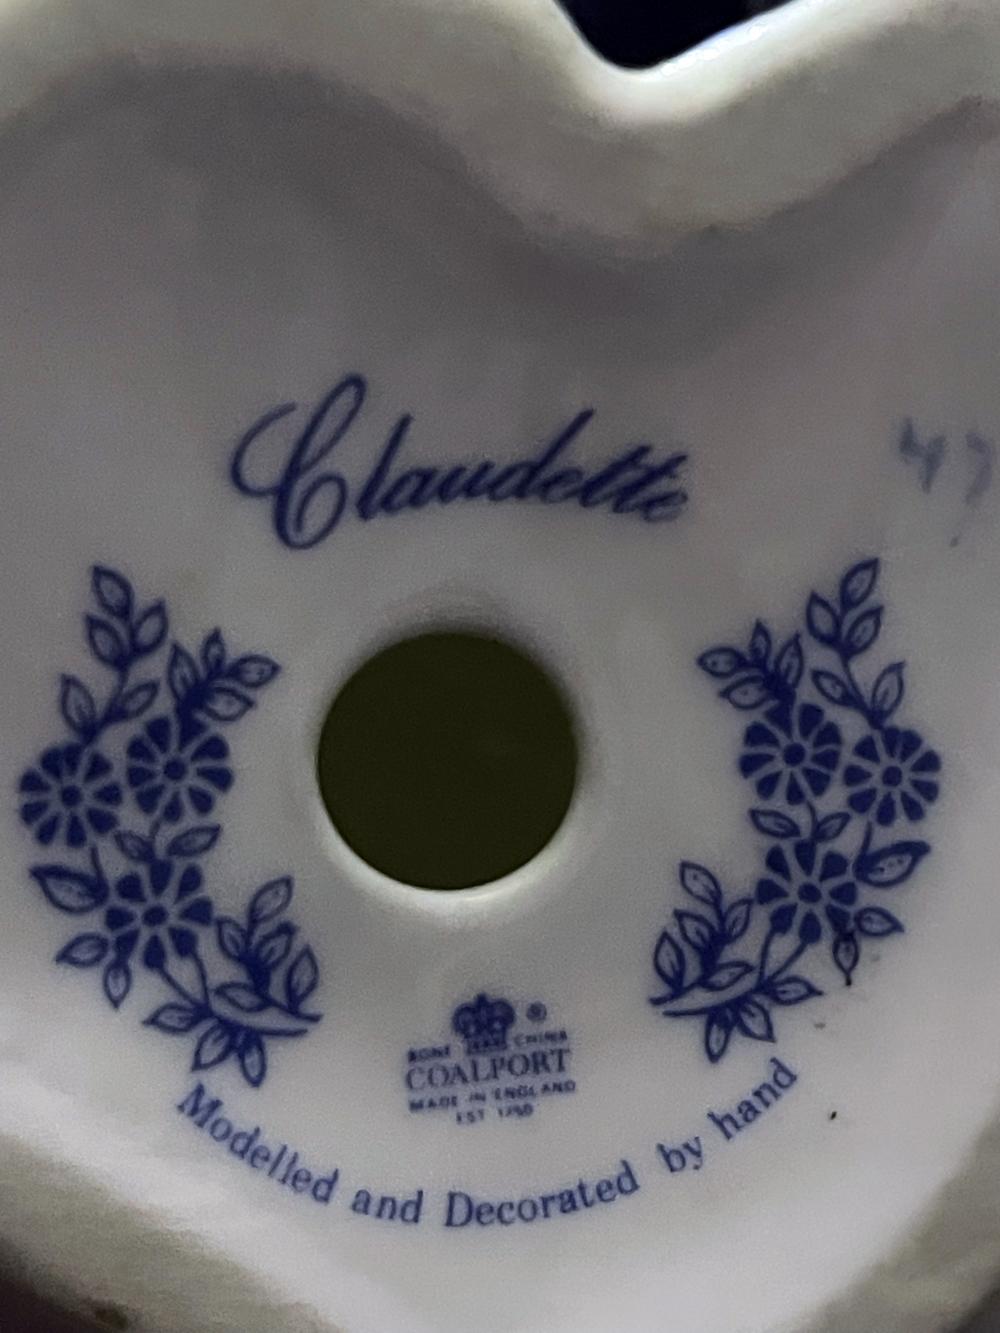 Claudette
47
®
BONE CHINA
COALPORT
MADE IN ENGLAND
EST 1750
Modelled and Decorated by hand